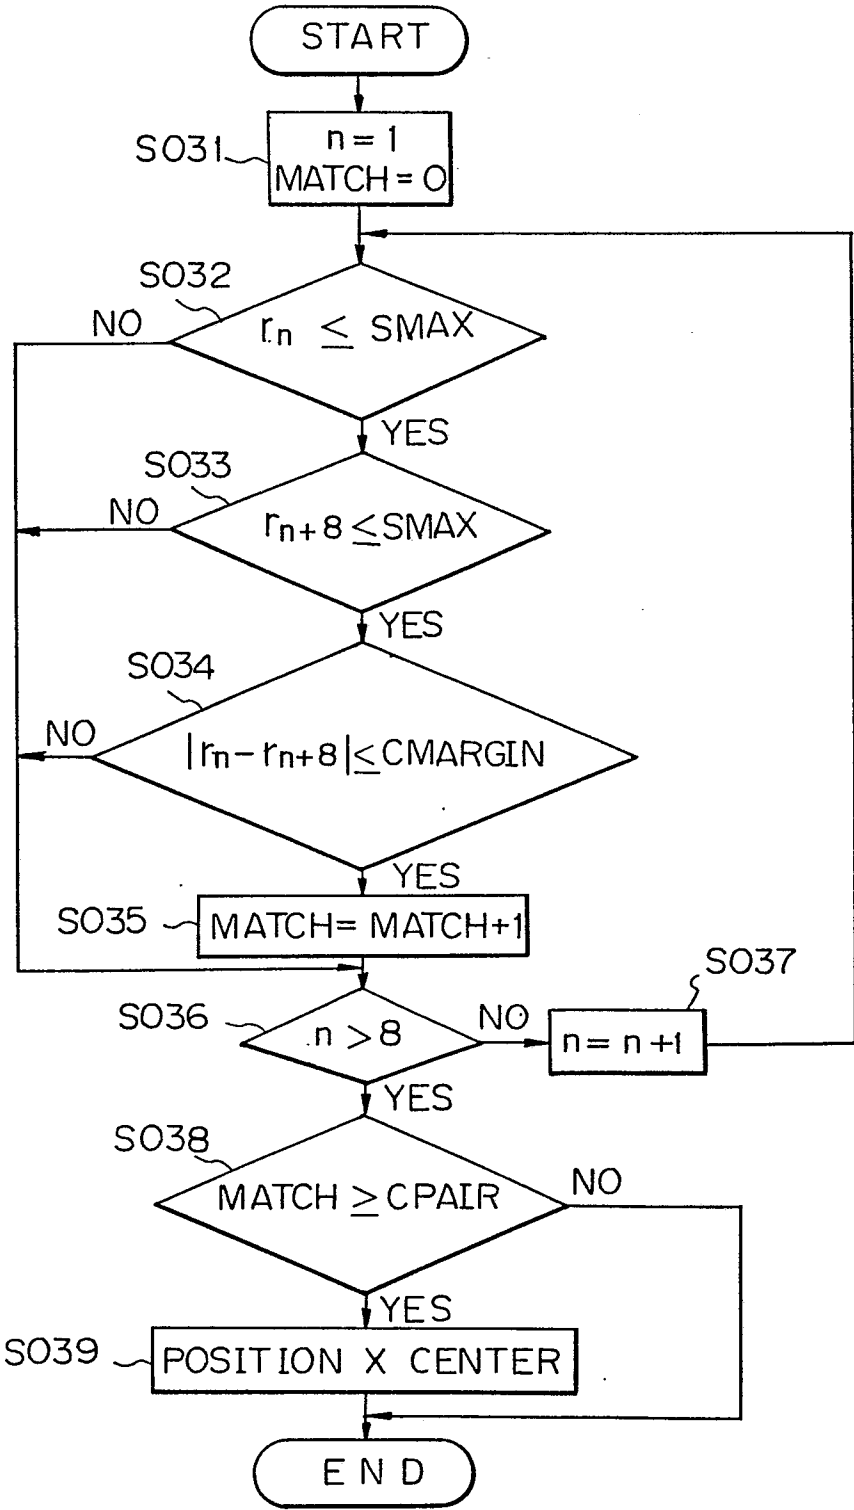 START
S031
n = 1
MATCH = 0
S032
NO
rn ≤ SMAX
YES
S033
NO
rn+8 ≤ SMAX
YES
S034
NO
|rn - rn+8| ≤ CMARGIN
YES
S035
MATCH = MATCH+1
S037
S036
n > 8
NO
n = n+1
YES
S038
MATCH ≥ CPAIR
NO
YES
S039
POSITION X CENTER
END